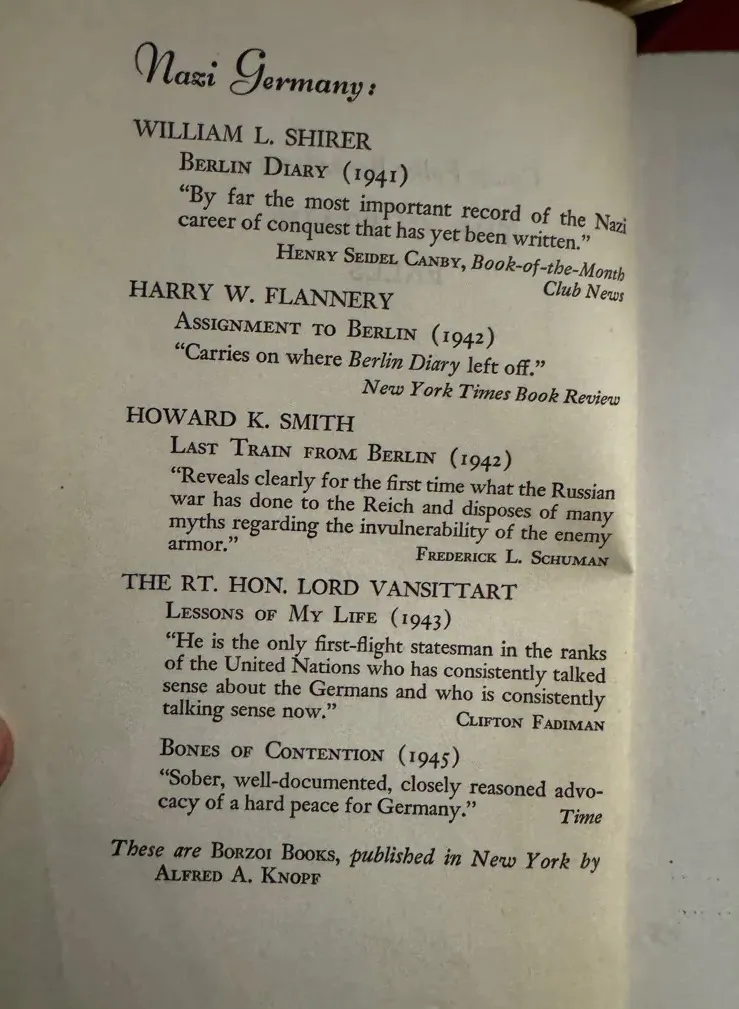 Nazi Germany:
WILLIAM L. SHIRER
BERLIN DIARY (1941)
“By far the most important record of the Nazi
career of conquest that has yet been written.”
HENRY SEIDEL CANBY, Book-of-the-Month
Club News
HARRY W. FLANNERY
ASSIGNMENT TO BERLIN (1942)
“Carries on where Berlin Diary left off.”
New York Times Book Review
HOWARD K. SMITH
LAST TRAIN FROM BERLIN (1942)
“Reveals clearly for the first time what the Russian
war has done to the Reich and disposes of many
myths regarding the invulnerability of the enemy
armor.” FREDERICK L. SCHUMAN
THE RT. HON. LORD VANSITTART
LESSONS OF MY LIFE (1943)
“He is the only first-flight statesman in the ranks
of the United Nations who has consistently talked
sense about the Germans and who is consistently
talking sense now.” CLIFTON FADIMAN
BONES OF CONTENTION (1945)
“Sober, well-documented, closely reasoned advo-
cacy of a hard peace for Germany.” Time
These are BORZOI BOOKS, published in New York by
ALFRED A. KNOPF